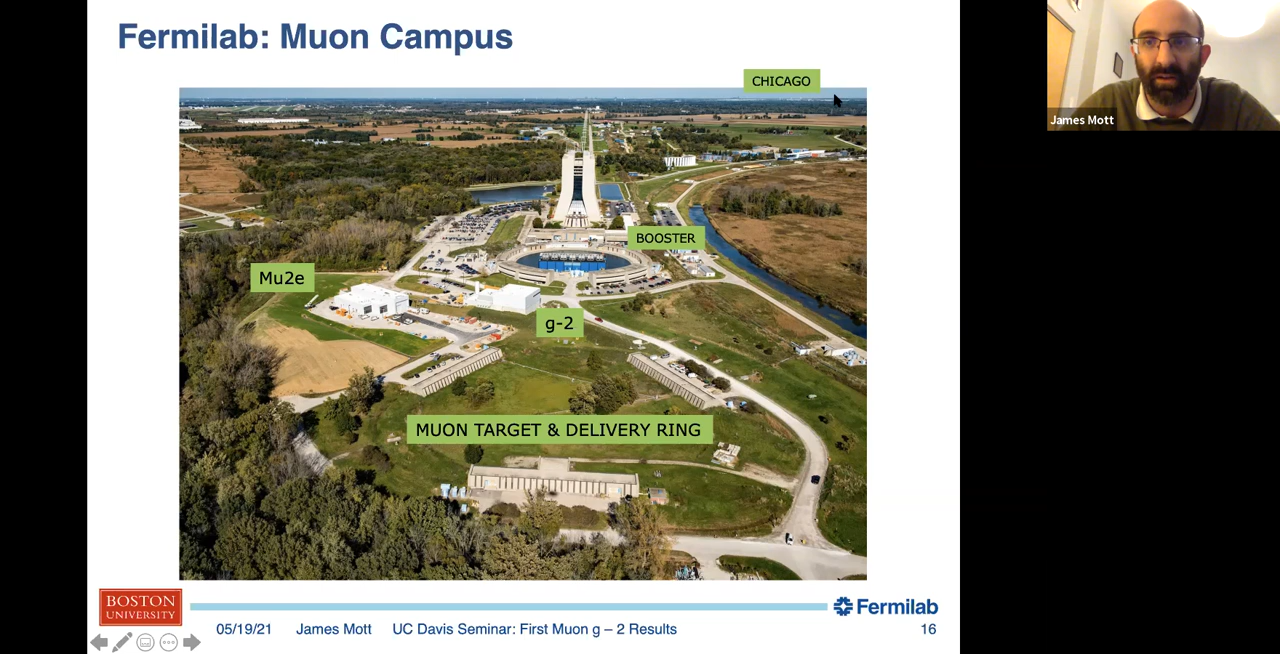 Fermilab: Muon Campus
CHICAGO
James Mott
BOOSTER
Mu2e
g-2
MUON TARGET & DELIVERY RING
BOSTON
UNIVERSITY
Fermilab
05/19/21 James Mott UC Davis Seminar: First Muon g – 2 Results 16